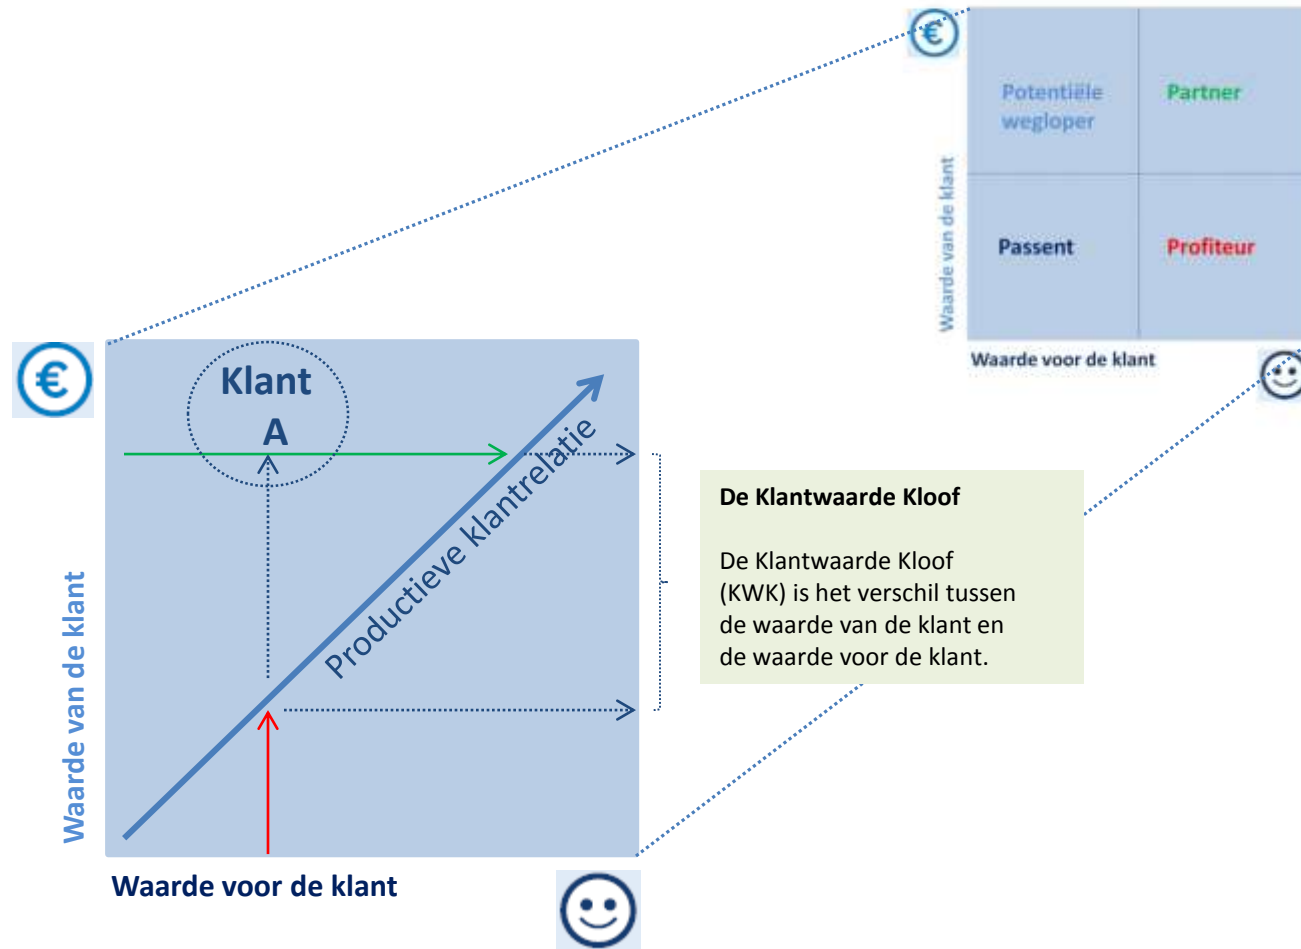 €
Potentiële
wegloper
Partner
Waarde van de klant
Passent
Profiteur
Waarde voor de klant
€
Klant
A
Productieve klantrelatie
Waarde van de klant
Waarde voor de klant
De Klantwaarde Kloof
De Klantwaarde Kloof
(KWK) is het verschil tussen
de waarde van de klant en
de waarde voor de klant.